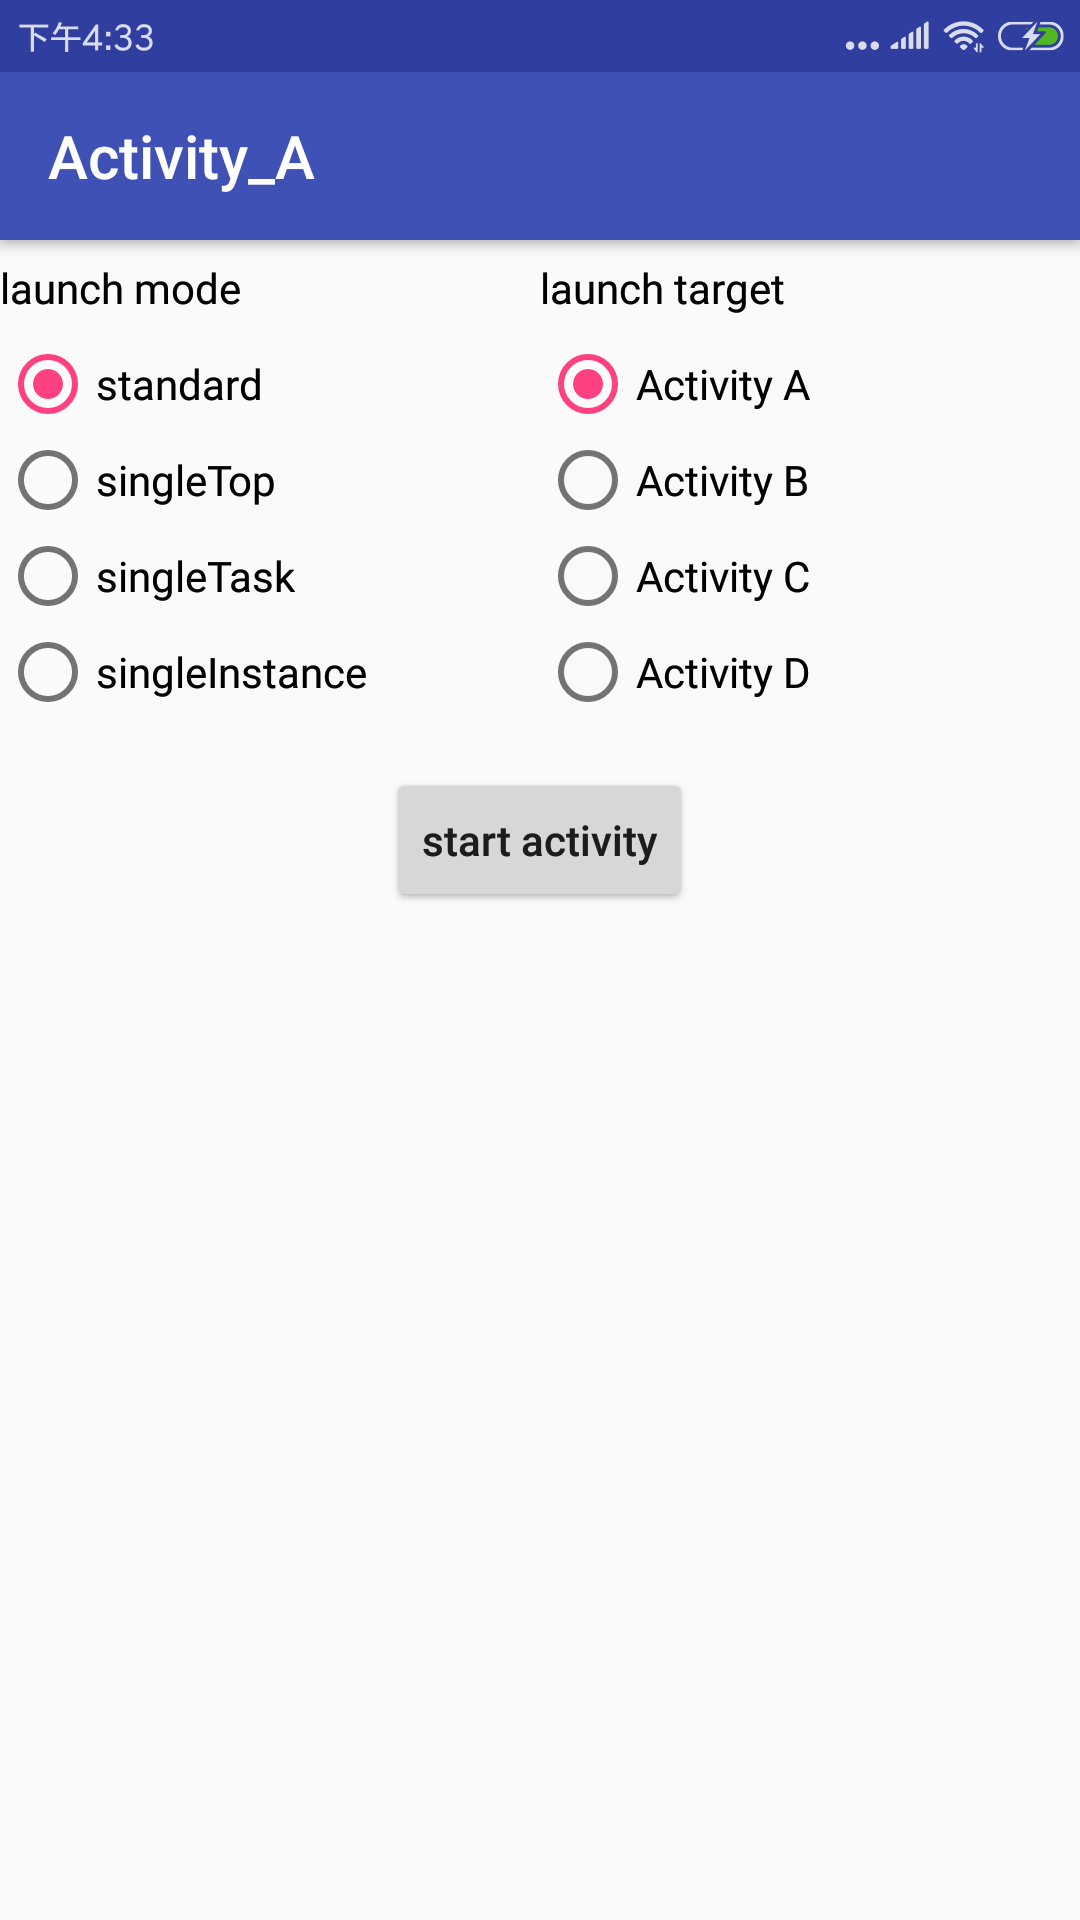 下午4:33
Activity_A
launch mode
standard
singleTop
singleTask
singleInstance
launch target
Activity A
Activity B
Activity C
Activity D
start activity